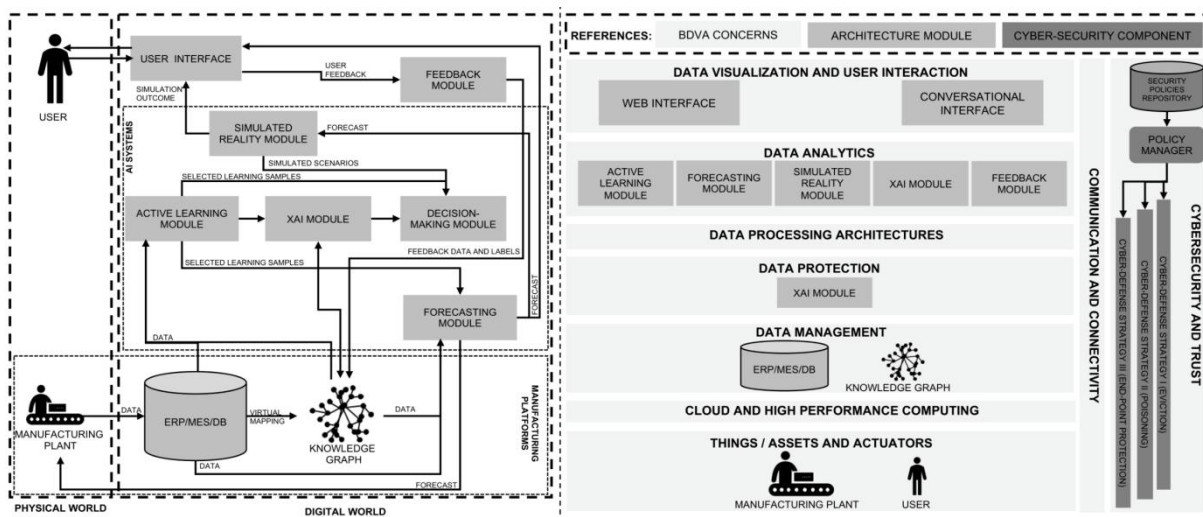 USER
USER INTERFACE
USER
FEEDBACK
FEEDBACK
MODULE
SIMULATION
OUTCOME
AI SYSTEMS
SIMULATED
REALITY MODULE
FORECAST
SIMULATED SCENARIOS
SELECTED LEARNING SAMPLES
ACTIVE LEARNING
MODULE
XAI MODULE
DECISION-
MAKING MODULE
FEEDBACK DATA AND LABELS
SELECTED LEARNING SAMPLES
FORECASTING
MODULE
FORECAST
DATA
MANUFACTURING
PLANT
DATA
ERP/MES/DB
VIRTUAL
MAPPING
KNOWLEDGE
GRAPH
DATA
MANUFACTURING
PLATFORMS
DATA
FORECAST
PHYSICAL WORLD
DIGITAL WORLD
REFERENCES:
BDVA CONCERNS
ARCHITECTURE MODULE
CYBER-SECURITY COMPONENT
DATA VISUALIZATION AND USER INTERACTION
WEB INTERFACE
CONVERSATIONAL
INTERFACE
DATA ANALYTICS
ACTIVE
LEARNING
MODULE
FORECASTING
MODULE
SIMULATED
REALITY
MODULE
XAI MODULE
FEEDBACK
MODULE
DATA PROCESSING ARCHITECTURES
DATA PROTECTION
XAI MODULE
DATA MANAGEMENT
ERP/MES/DB
KNOWLEDGE GRAPH
CLOUD AND HIGH PERFORMANCE COMPUTING
THINGS / ASSETS AND ACTUATORS
MANUFACTURING PLANT
USER
COMMUNICATION AND CONNECTIVITY
SECURITY
POLICIES
REPOSITORY
POLICY
MANAGER
CYBER-DEFENSE STRATEGY III (END-POINT PROTECTION)
CYBER-DEFENSE STRATEGY II (POISONING)
CYBER-DEFENSE STRATEGY I (EVICTION)
CYBERSECURITY AND TRUST